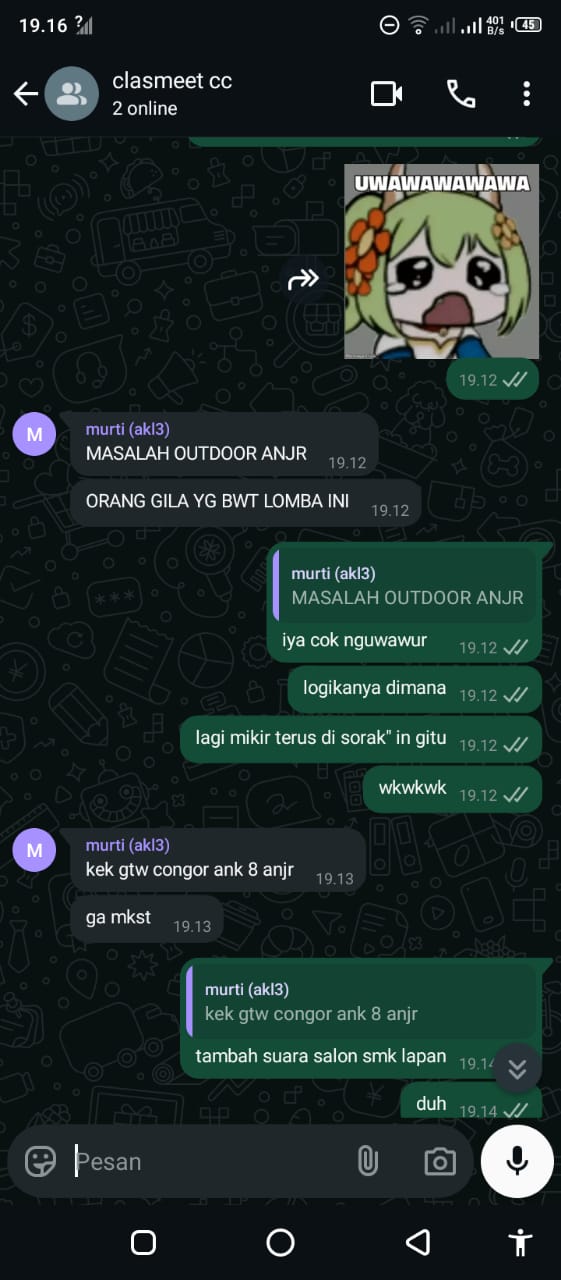 19.16
401
B/s
45
clasmeet cc
2 online
UWAWAWAWAWA
19.12
M
murti (akl3)
MASALAH OUTDOOR ANJR 19.12
ORANG GILA YG BWT LOMBA INI 19.12
murti (akl3)
MASALAH OUTDOOR ANJR
iya cok nguwawur 19.12
logikanya dimana 19.12
lagi mikir terus di sorak" in gitu 19.12
wkwkwk 19.12
M
murti (akl3)
kek gtw congor ank 8 anjr 19.13
ga mkst 19.13
murti (akl3)
kek gtw congor ank 8 anjr
tambah suara salon smk lapan 19.14
duh 19.14
Pesan